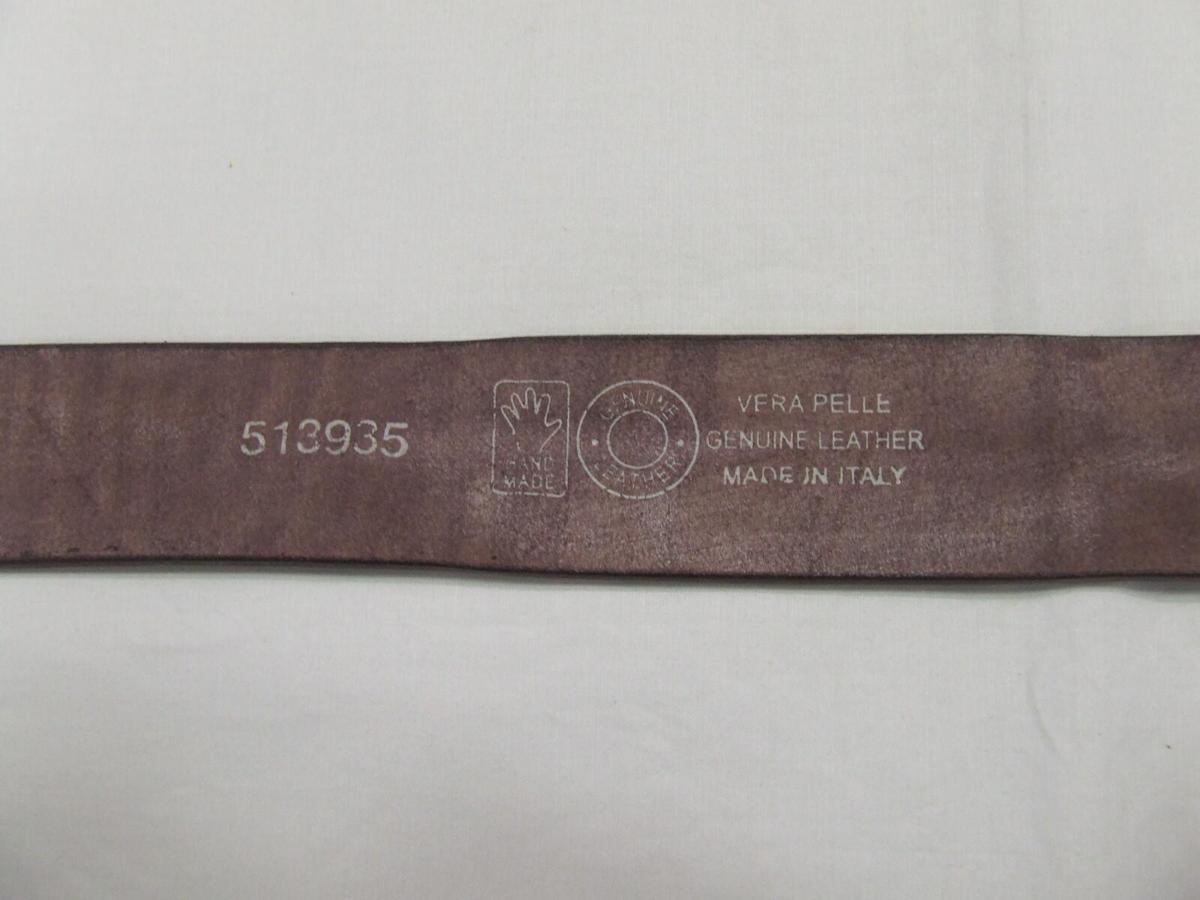 513935
HAND
MADE
GENUINE
LEATHER
VERA PELLE
GENUINE LEATHER
MADE IN ITALY